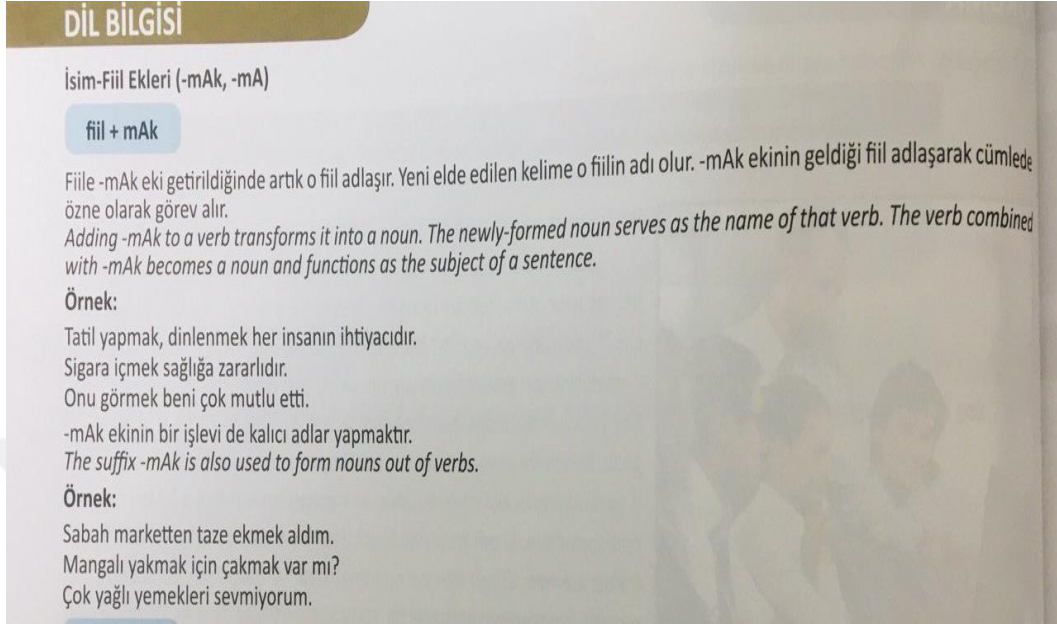 DİL BİLGİSİ
İsim-Fiil Ekleri (-mAk, -mA)
fiil + mAk
Fiile -mAk eki getirildiğinde artık o fiil adlaşır. Yeni elde edilen kelime o fiilin adı olur. -mAk ekinin geldiği fiil adlaşarak cümlede
özne olarak görev alır.
Adding -mAk to a verb transforms it into a noun. The newly-formed noun serves as the name of that verb. The verb combined
with -mAk becomes a noun and functions as the subject of a sentence.
Örnek:
Tatil yapmak, dinlenmek her insanın ihtiyacıdır.
Sigara içmek sağlığa zararlıdır.
Onu görmek beni çok mutlu etti.
-mAk ekinin bir işlevi de kalıcı adlar yapmaktır.
The suffix -mAk is also used to form nouns out of verbs.
Örnek:
Sabah marketten taze ekmek aldım.
Mangalı yakmak için çakmak var mı?
Çok yağlı yemekleri sevmiyorum.